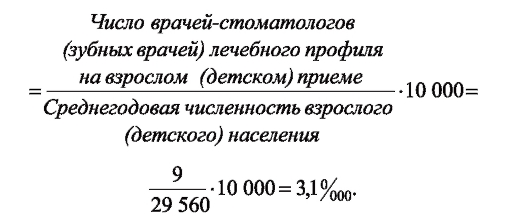 Число врачей-стоматологов
(зубных врачей) лечебного профиля
на взрослом (детском) приеме
= · 10 000 =
Среднегодовая численность взрослого
(детского) населения
9
29 560 · 10 000 = 3,1‰₀₀.